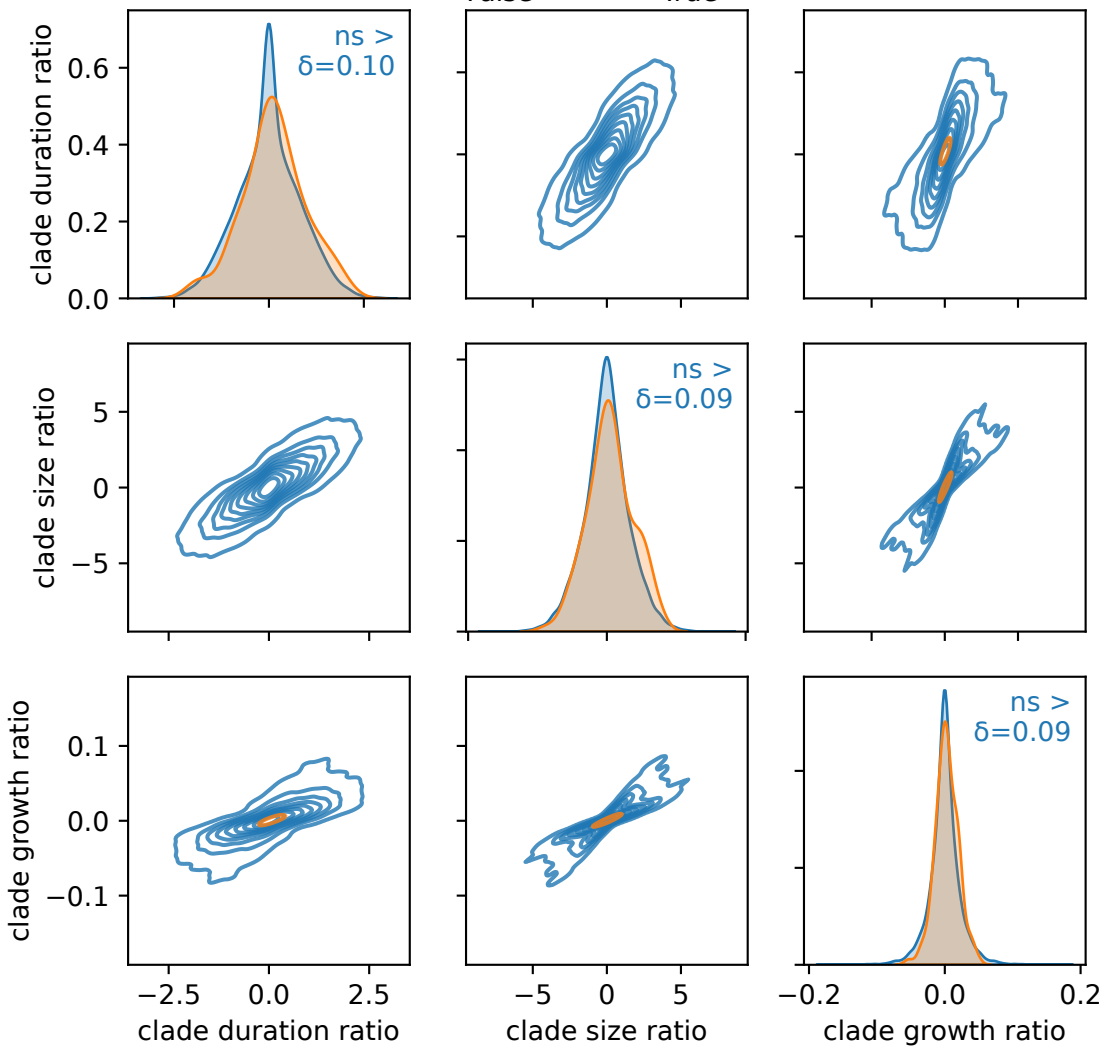 clade duration ratio
0.6
0.4
0.2
0.0
ns >
δ=0.10
clade size ratio
5
0
−5
ns >
δ=0.09
clade growth ratio
0.1
0.0
−0.1
ns >
δ=0.09
−2.5 0.0 2.5
−5 0 5
−0.2 0.0 0.2
clade duration ratio
clade size ratio
clade growth ratio